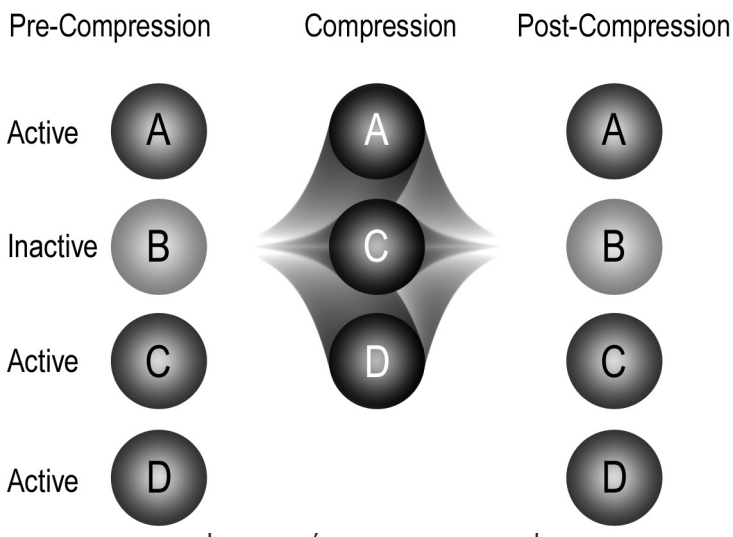 Pre-Compression Compression Post-Compression
Active A A A
Inactive B C B
Active C D C
Active D D